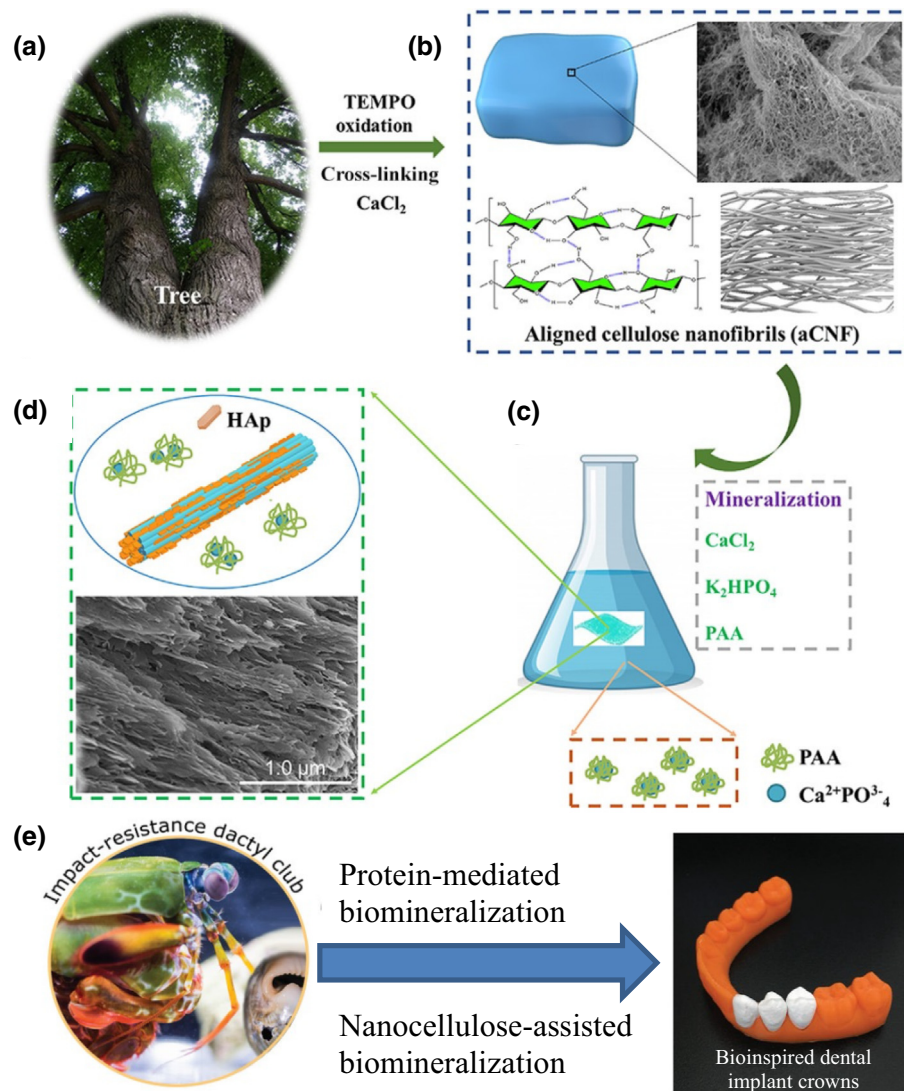 (a)
Tree
TEMPO
oxidation
Cross-linking
CaCl₂
(b)
Aligned cellulose nanofibrils (aCNF)
(d)
HAp
1.0 µm
(c)
Mineralization
CaCl₂
K₂HPO₄
PAA
PAA
Ca²⁺PO³⁻₄
(e)
Impact-resistance dactyl club
Protein-mediated
biomineralization
Nanocellulose-assisted
biomineralization
Bioinspired dental
implant crowns